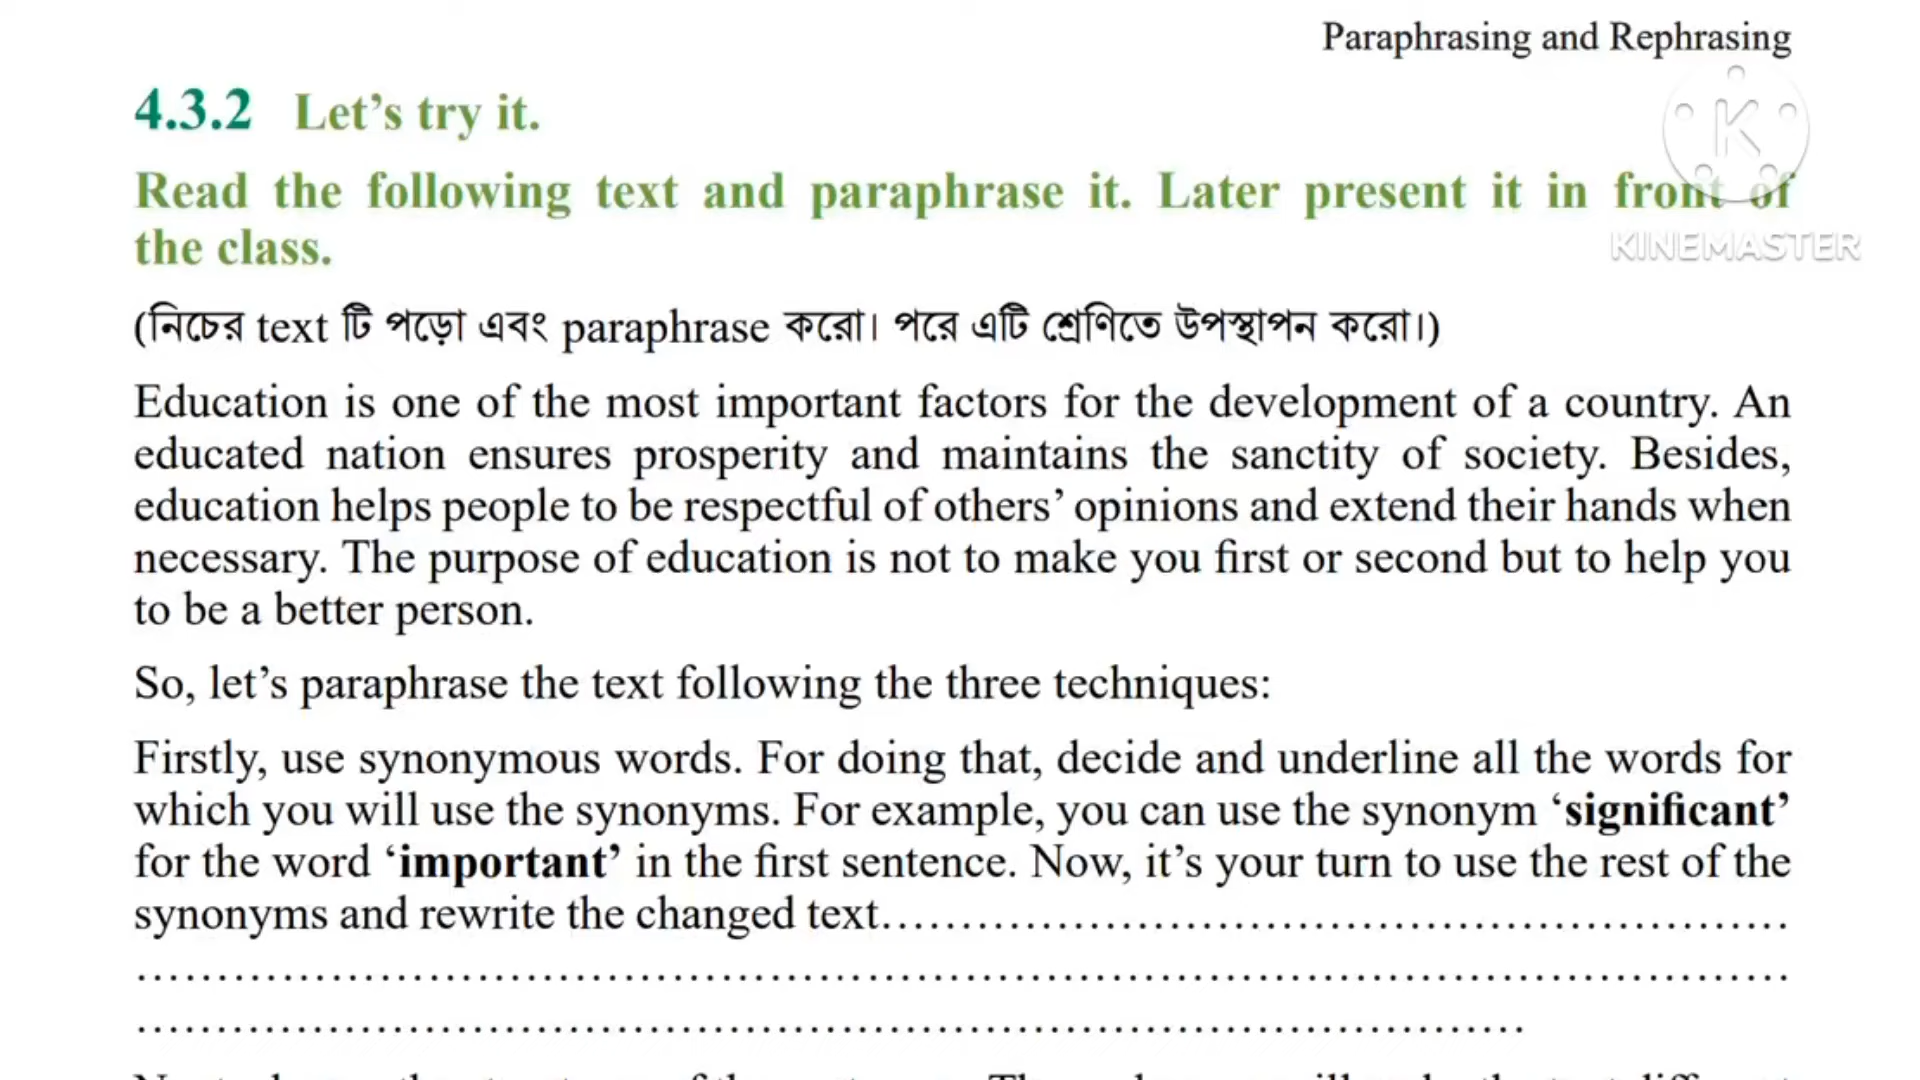 Paraphrasing and Rephrasing
4.3.2 Let’s try it.
Read the following text and paraphrase it. Later present it in front of
the class.
KINEMASTER
(নিচের text টি পড়ো এবং paraphrase করো। পরে এটি শ্রেণিতে উপস্থাপন করো।)
Education is one of the most important factors for the development of a country. An
educated nation ensures prosperity and maintains the sanctity of society. Besides,
education helps people to be respectful of others’ opinions and extend their hands when
necessary. The purpose of education is not to make you first or second but to help you
to be a better person.
So, let’s paraphrase the text following the three techniques:
Firstly, use synonymous words. For doing that, decide and underline all the words for
which you will use the synonyms. For example, you can use the synonym ‘significant’
for the word ‘important’ in the first sentence. Now, it’s your turn to use the rest of the
synonyms and rewrite the changed text